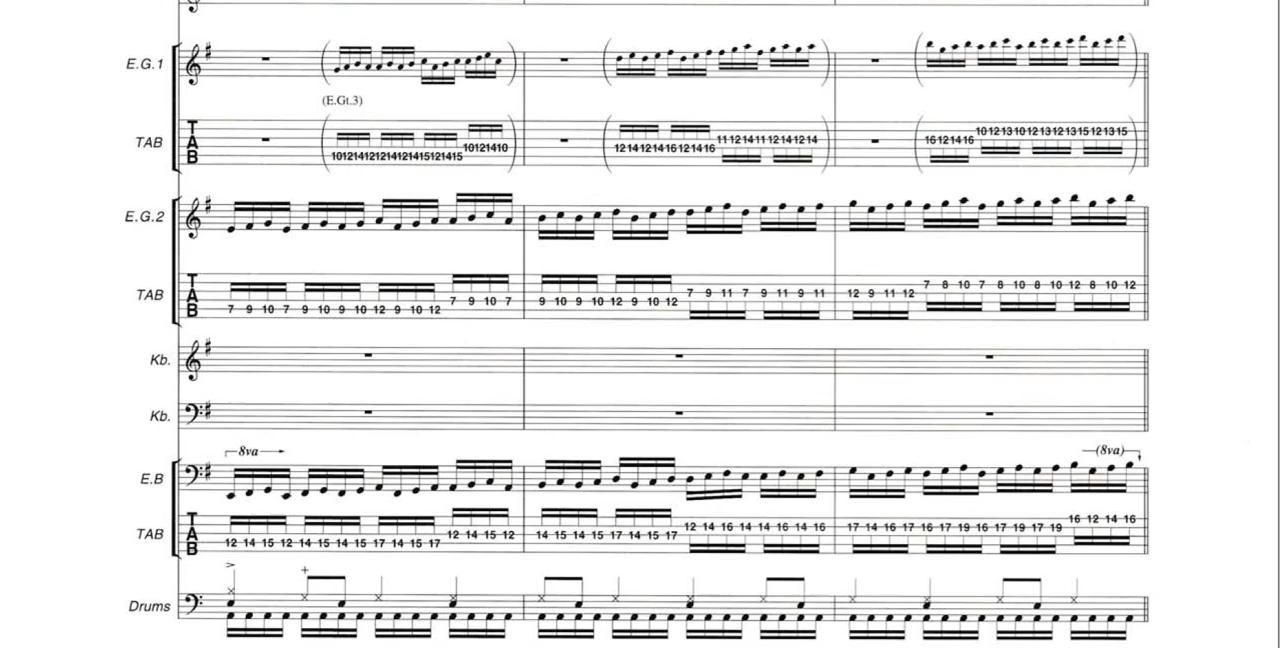 E.G.1
(E.Gt.3)
TAB
T
A
B
10 12 14 12 12 14 12 14 15 12 14 15 10 12 14 10
12 14 12 14 16 12 14 16 11 12 14 11 12 14 12 14
16 12 14 16 10 12 13 10 12 13 12 13 15 12 13 15
E.G.2
TAB
T
A
B
7 9 10 7 9 10 9 10 12 9 10 12 7 9 10 7
9 10 9 10 12 9 10 12 7 9 11 7 9 11 9 11
12 9 11 12 7 8 10 7 8 10 8 10 12 8 10 12
Kb.
Kb.
8va
(8va)
E.B
TAB
T
A
B
12 14 15 12 14 15 14 15 17 14 15 17 12 14 15 12
14 15 14 15 17 14 15 17 12 14 16 14 14 16 14 16
17 14 16 17 16 17 19 16 17 19 17 19 16 12 14 16
Drums